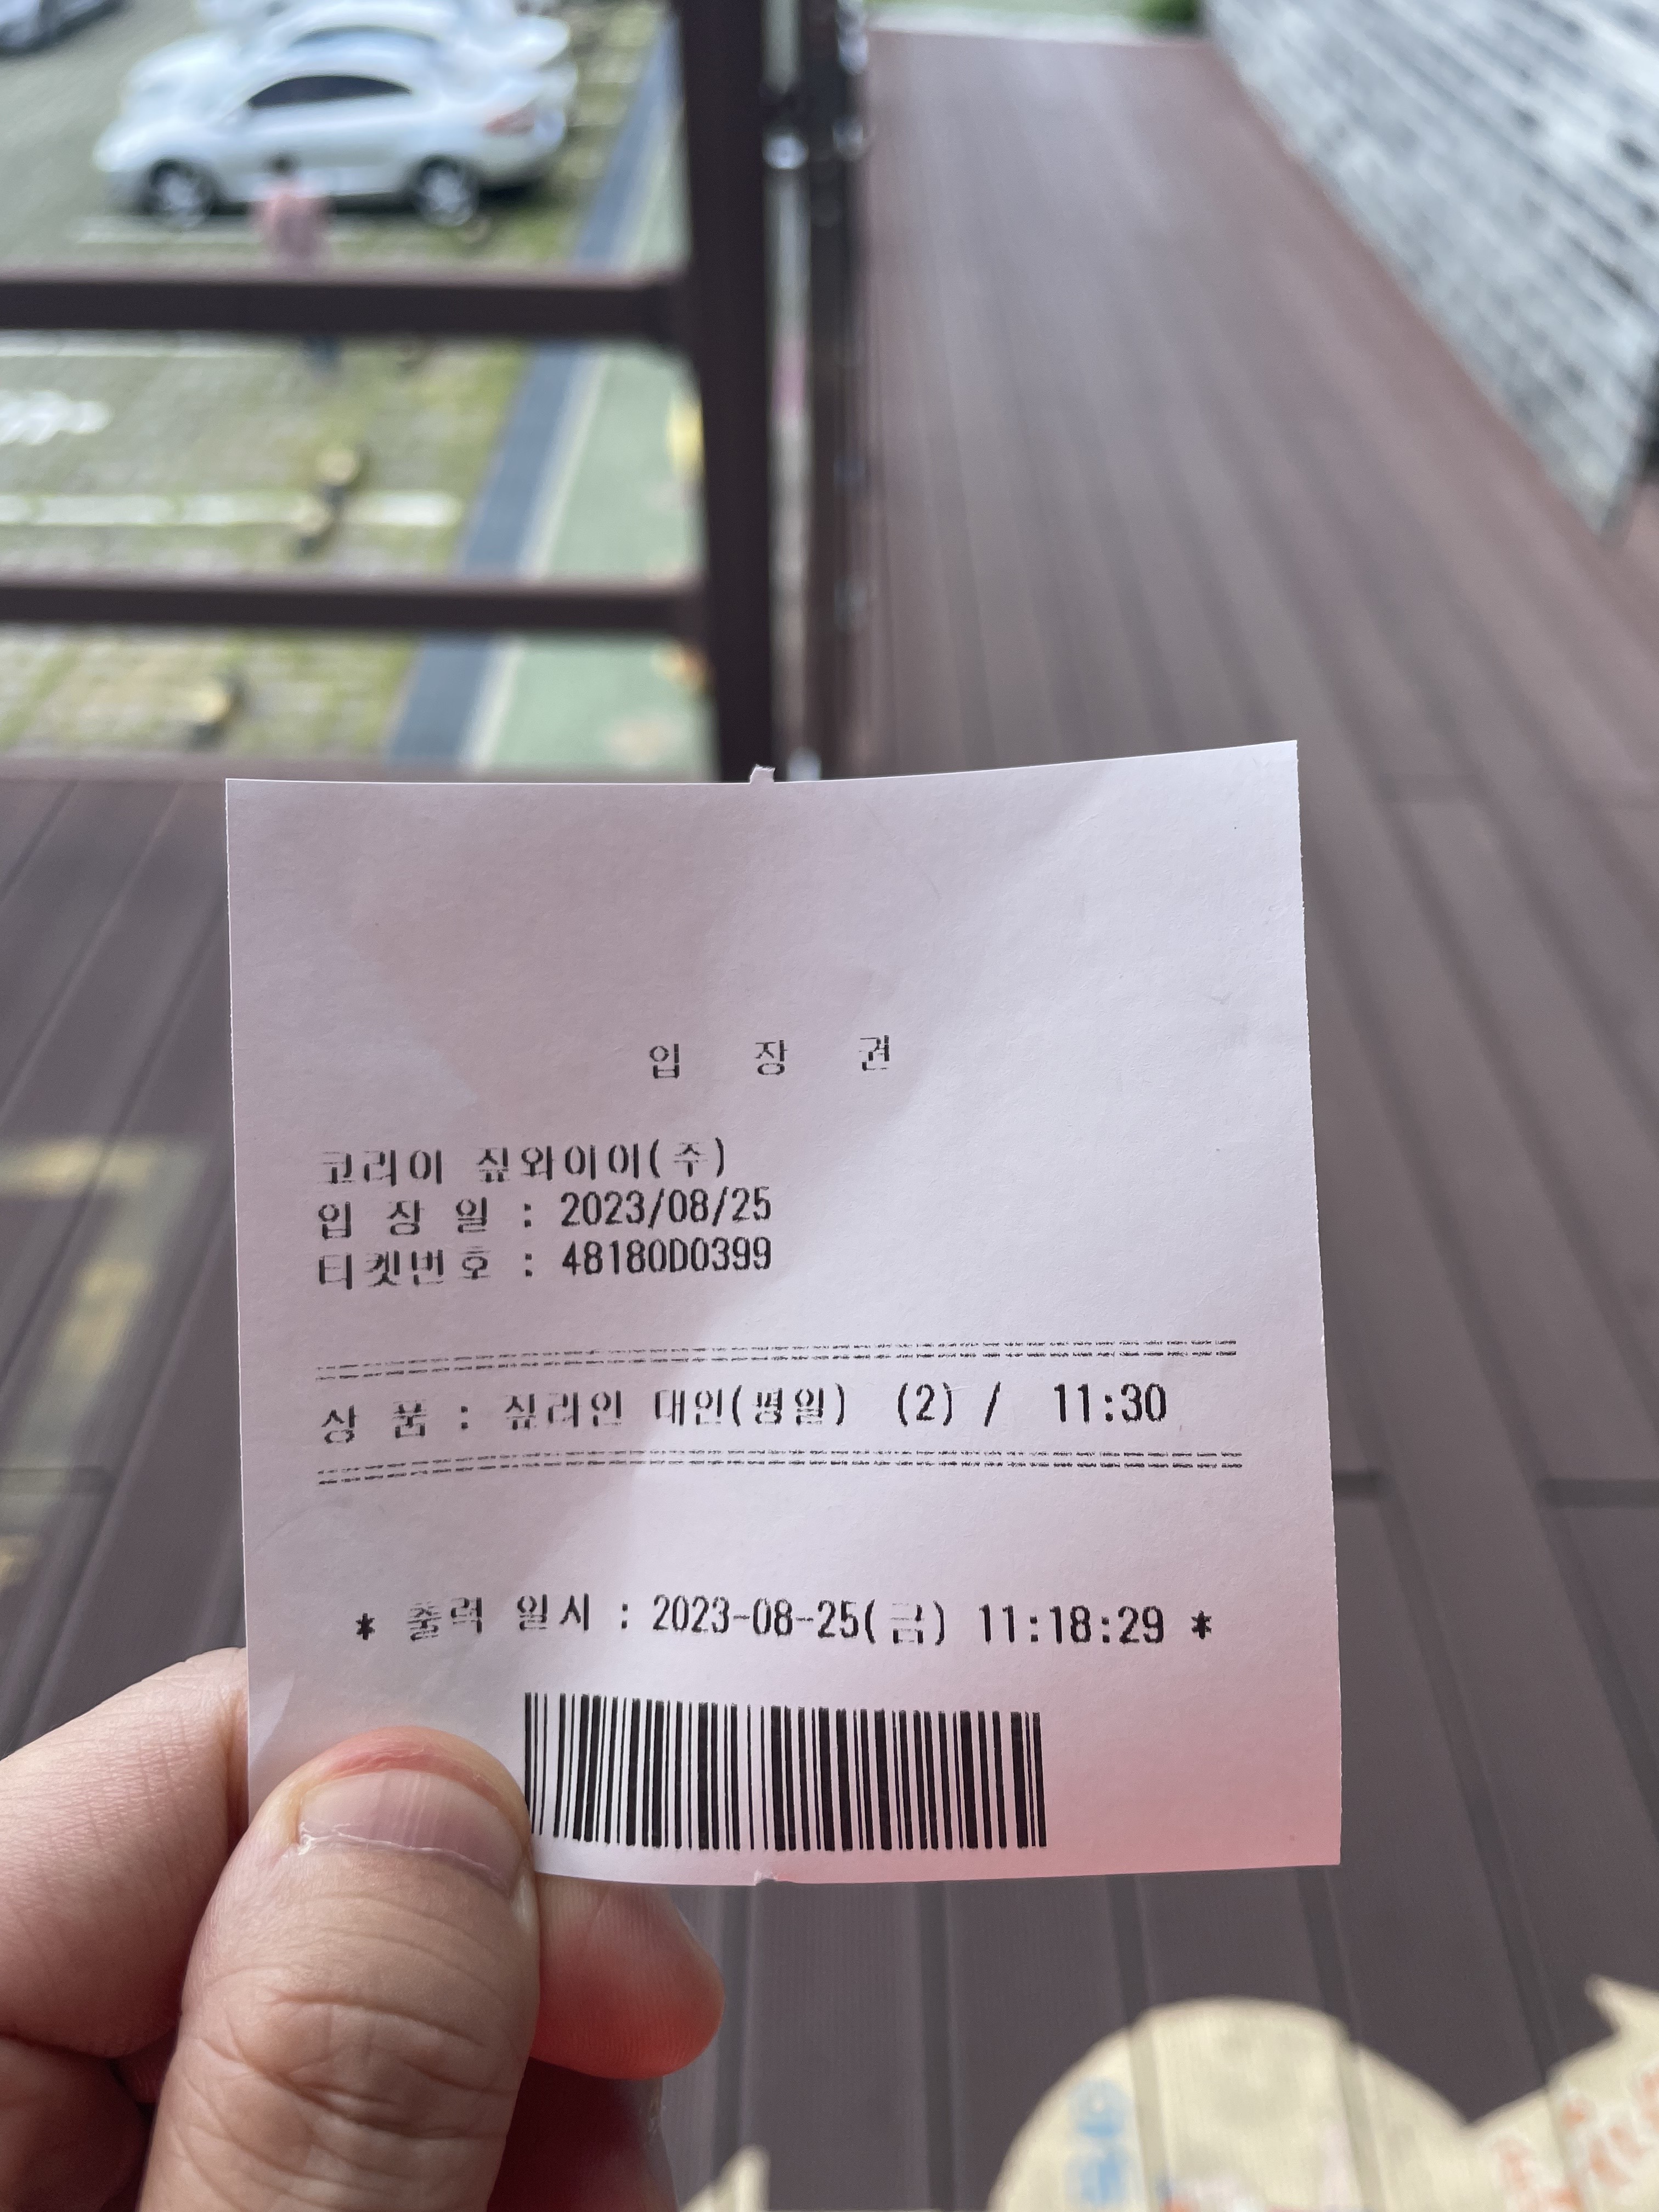 입 장 권
코리아 짚와이어(주)
입 장 일 : 2023/08/25
티켓번호 : 48180D0399
상 품 : 짚라인 대인(평일) (2) / 11:30
* 출력 일시 : 2023-08-25(금) 11:18:29 *